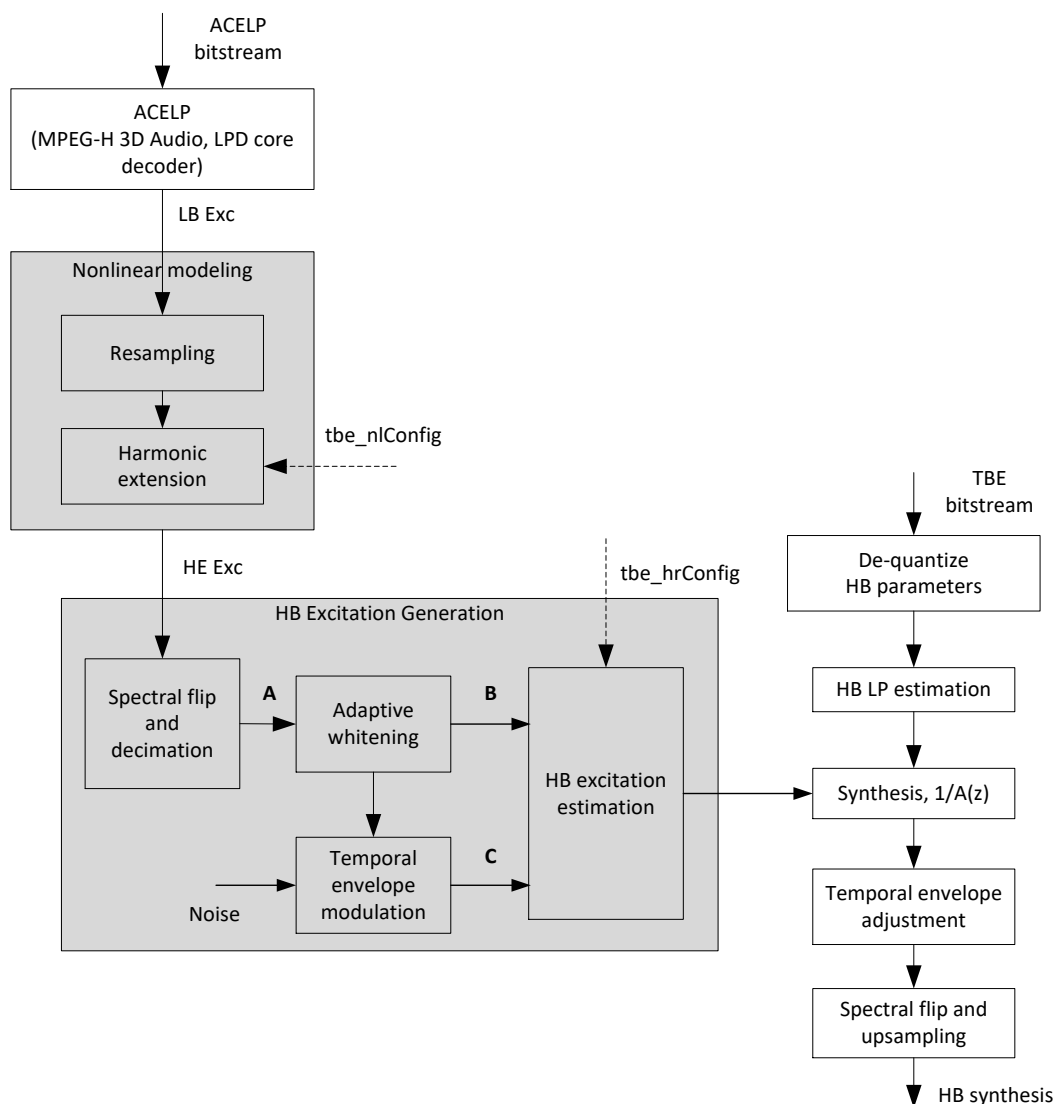 ACELP
bitstream
ACELP
(MPEG-H 3D Audio, LPD core
decoder)
LB Exc
Nonlinear modeling
Resampling
Harmonic
extension
tbe_nlConfig
HE Exc
tbe_hrConfig
HB Excitation Generation
Spectral flip
and
decimation
A
Adaptive
whitening
B
HB excitation
estimation
Noise
Temporal
envelope
modulation
C
TBE
bitstream
De-quantize
HB parameters
HB LP estimation
Synthesis, 1/A(z)
Temporal envelope
adjustment
Spectral flip and
upsampling
HB synthesis